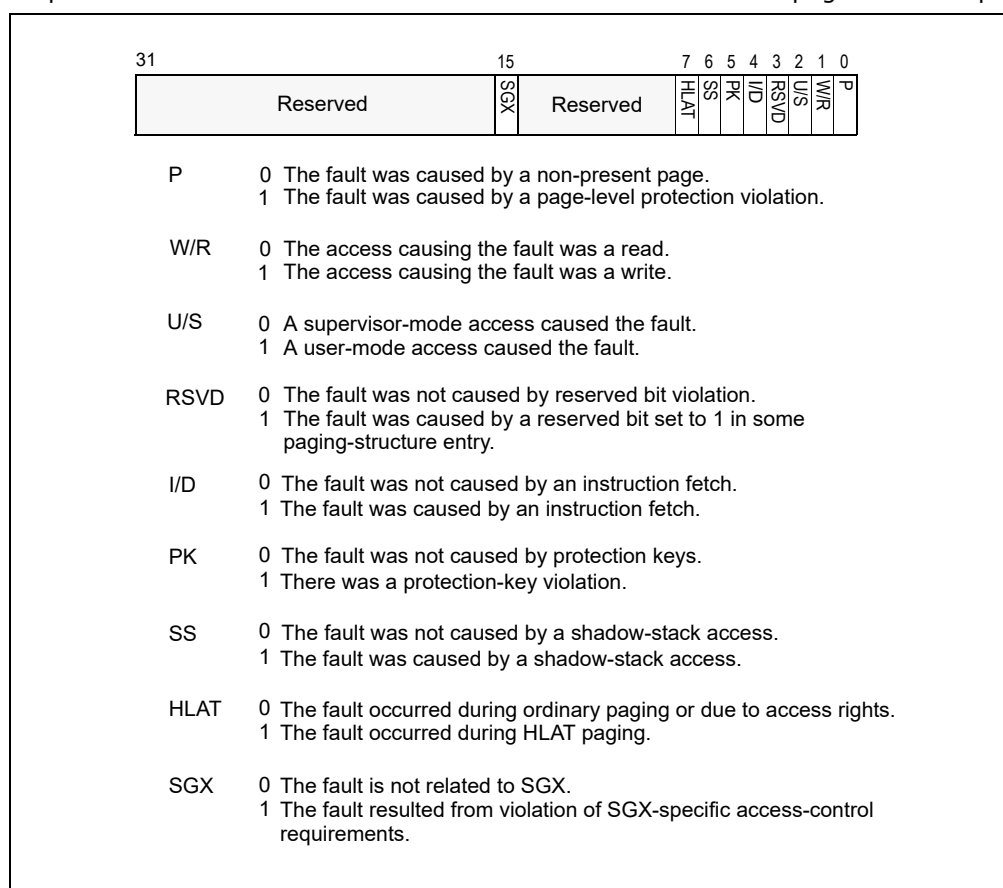 31 15 7 6 5 4 3 2 1 0
Reserved SGX Reserved HLAT SS PK I/D RSVD U/S W/R P
P 0 The fault was caused by a non-present page.
1 The fault was caused by a page-level protection violation.
W/R 0 The access causing the fault was a read.
1 The access causing the fault was a write.
U/S 0 A supervisor-mode access caused the fault.
1 A user-mode access caused the fault.
RSVD 0 The fault was not caused by reserved bit violation.
1 The fault was caused by a reserved bit set to 1 in some
paging-structure entry.
I/D 0 The fault was not caused by an instruction fetch.
1 The fault was caused by an instruction fetch.
PK 0 The fault was not caused by protection keys.
1 There was a protection-key violation.
SS 0 The fault was not caused by a shadow-stack access.
1 The fault was caused by a shadow-stack access.
HLAT 0 The fault occurred during ordinary paging or due to access rights.
1 The fault occurred during HLAT paging.
SGX 0 The fault is not related to SGX.
1 The fault resulted from violation of SGX-specific access-control
requirements.